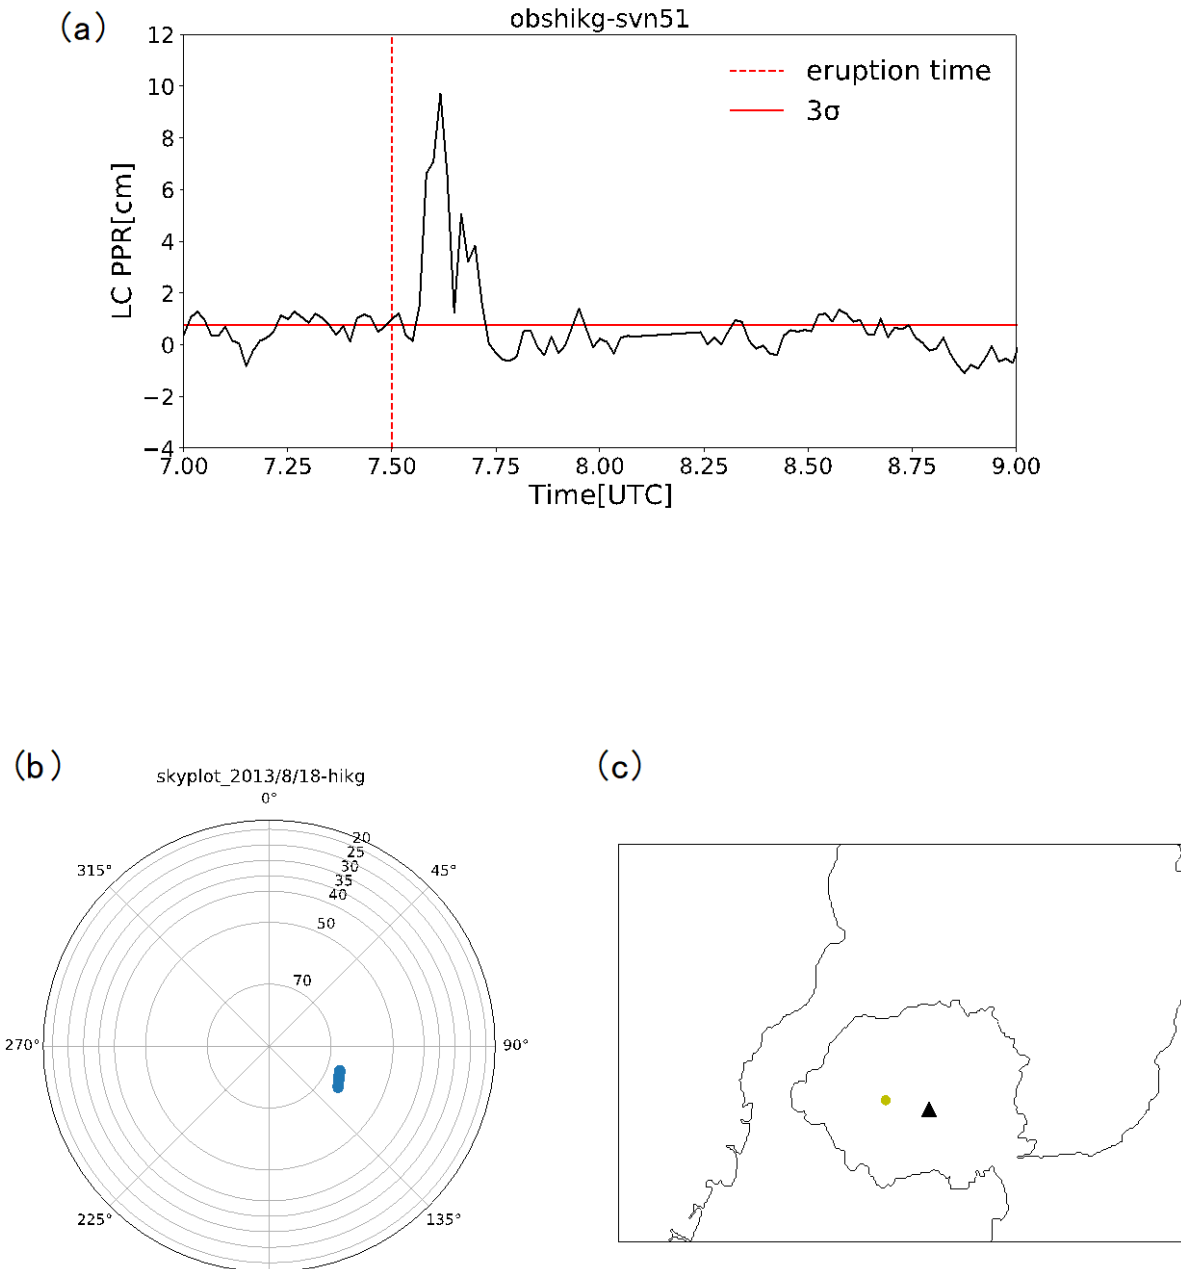 (a)
obshikg-svn51
12
10
8
6
4
2
0
−2
−4
LC PPR[cm]
eruption time
3σ
7.00 7.25 7.50 7.75 8.00 8.25 8.50 8.75 9.00
Time[UTC]
(b)
skyplot_2013/8/18-hikg
0°
315°
45°
20
25
30
35
40
50
70
270°
90°
225°
135°
(c)